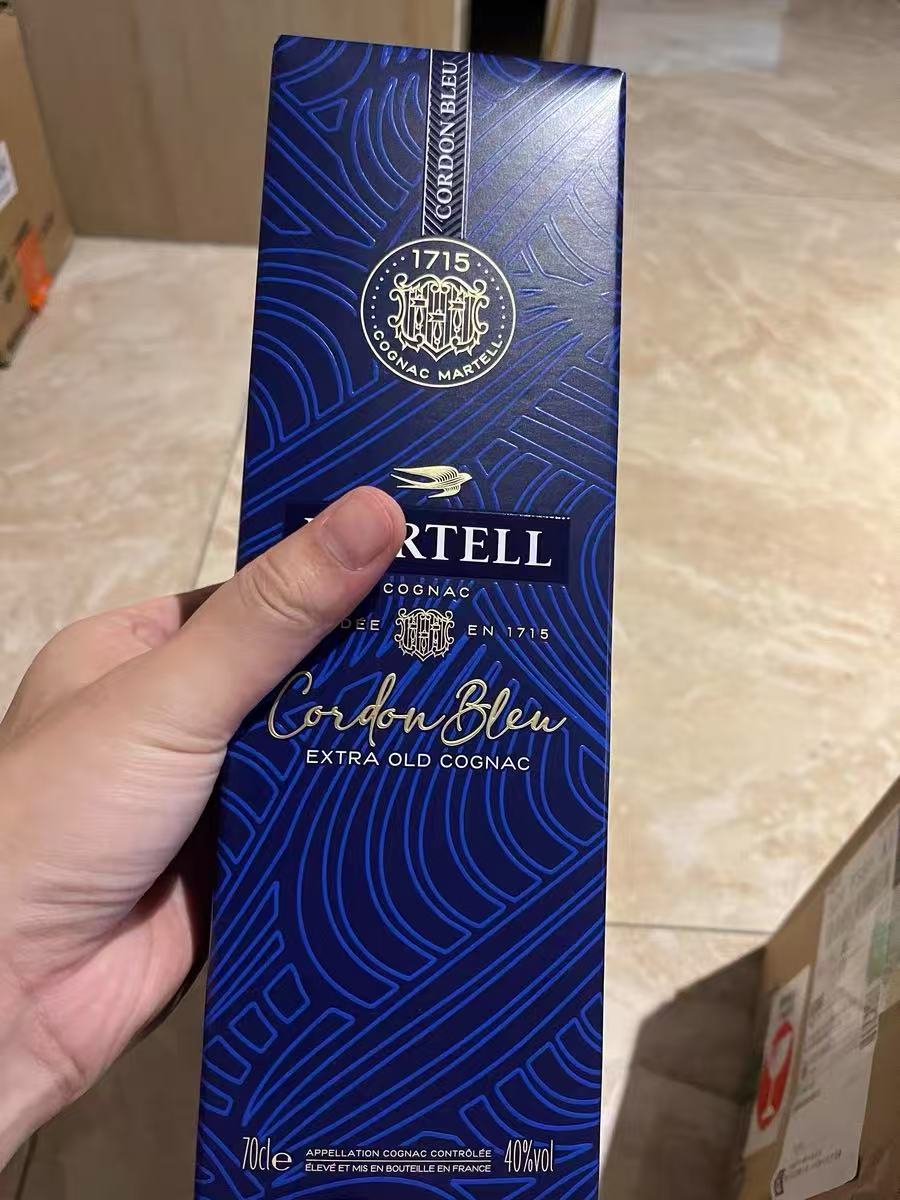 CORDON BLEU
1715
COGNAC MARTELL
RTELL
COGNAC
DÉE EN 1715
Cordon Bleu
EXTRA OLD COGNAC
70cl e
APPELLATION COGNAC CONTRÔLÉE
ÉLEVÉ ET MIS EN BOUTEILLE EN FRANCE
40%vol